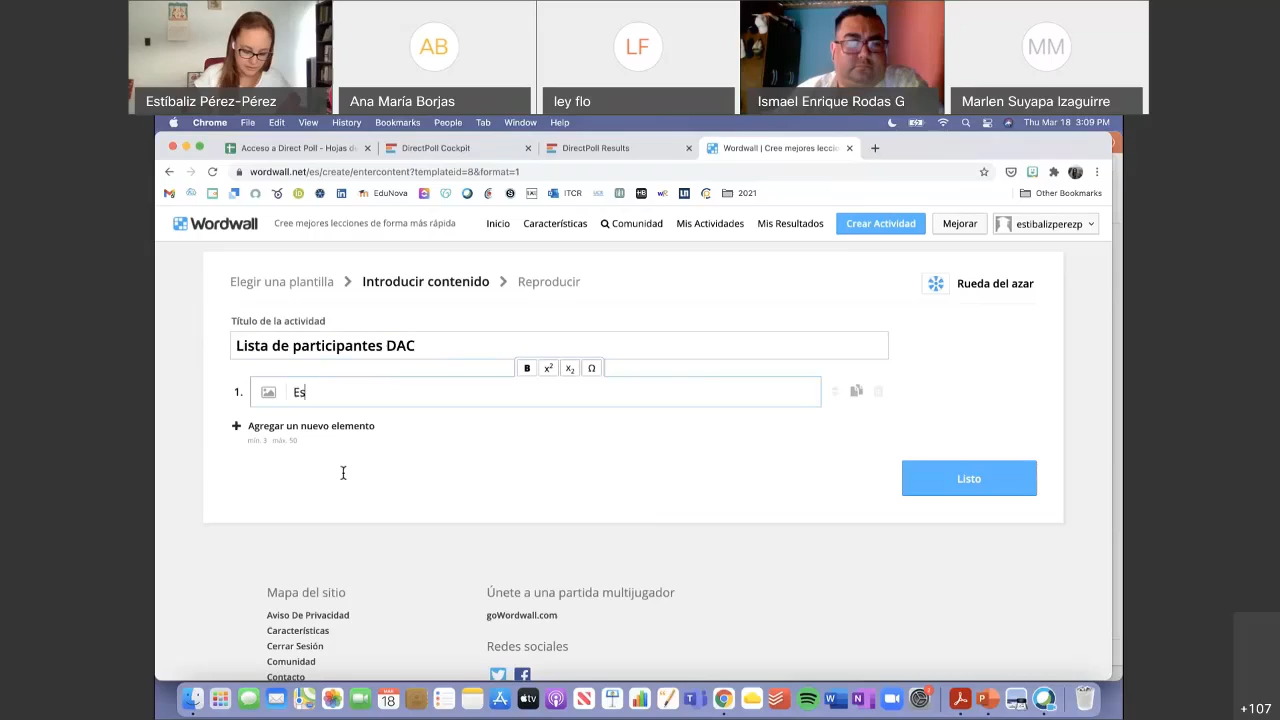 AB
LF
MM
Estíbaliz Pérez-Pérez
Ana María Borjas
ley flo
Ismael Enrique Rodas G
Marlen Suyapa Izaguirre
Chrome File Edit View History Bookmarks People Tab Window Help
Thu Mar 18 3:09 PM
Acceso a Direct Poll - Hojas d
DirectPoll Cockpit
DirectPoll Results
Wordwall | Cree mejores lecci
wordwall.net/es/create/entercontent?templateid=8&format=1
EduNova
ITCR
2021
Other Bookmarks
Wordwall
Cree mejores lecciones de forma más rápida
Inicio
Características
Comunidad
Mis Actividades
Mis Resultados
Crear Actividad
Mejorar
estibalizperezp
Elegir una plantilla
Introducir contenido
Reproducir
Rueda del azar
Título de la actividad
Lista de participantes DAC
B x² x₂ Ω
1. Es
+ Agregar un nuevo elemento
mín. 3 máx. 50
Listo
Mapa del sitio
Únete a una partida multijugador
Aviso De Privacidad
goWordwall.com
Características
Cerrar Sesión
Redes sociales
Comunidad
Contacto
18
tv
+107